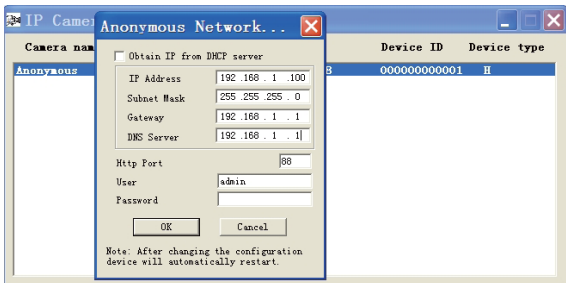 IP Came
Anonymous Network...
Camera nam
Device ID
Device type
Anonymous
000000000001
H
Obtain IP from DHCP server
IP Address
192 .168 . 1 .100
Subnet Mask
255 .255 .255 . 0
Gateway
192 .168 . 1 . 1
DNS Server
192 .168 . 1 . 1
Http Port
88
User
admin
Password
OK
Cancel
Note: After changing the configuration
device will automatically restart.